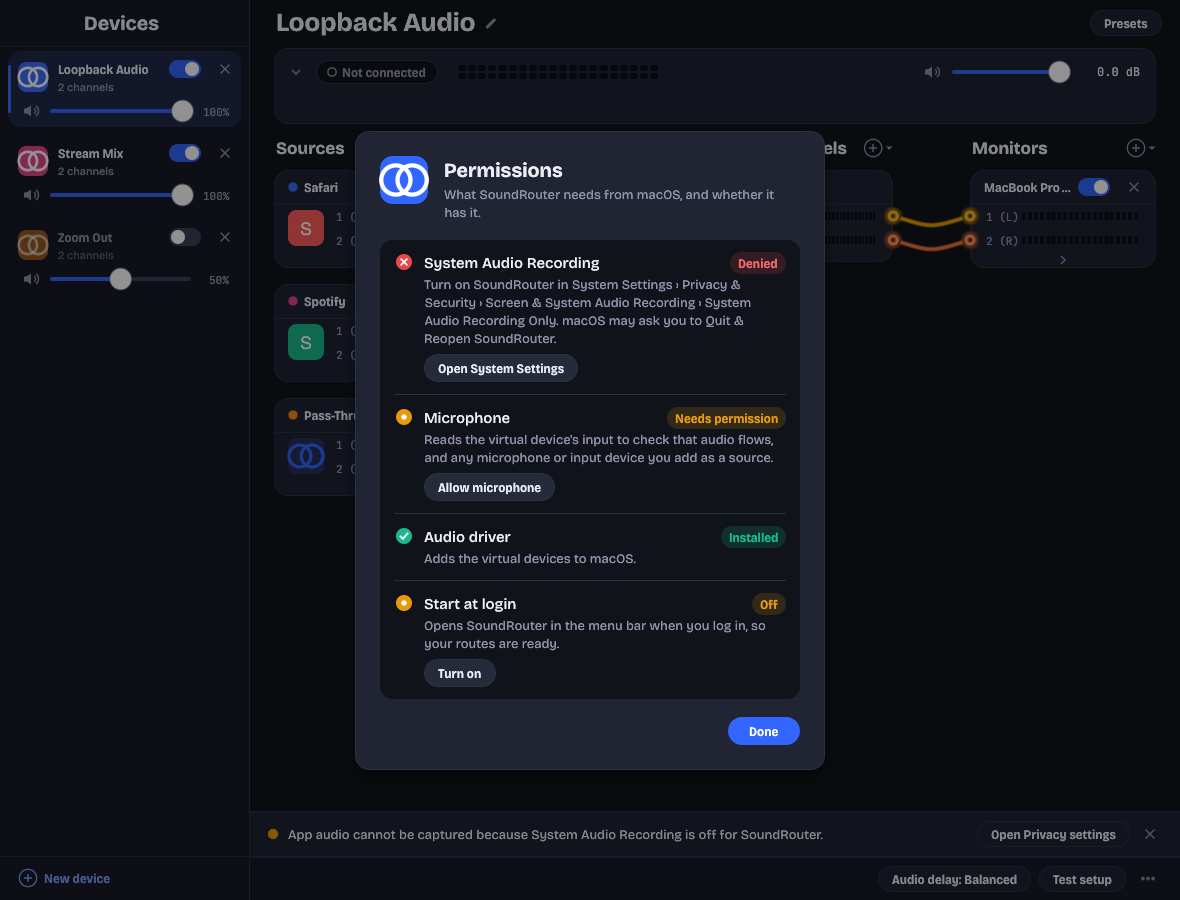 Devices
Loopback Audio
2 channels
100%
Stream Mix
2 channels
100%
Zoom Out
2 channels
50%
New device
Loopback Audio
Presets
Not connected
0.0 dB
Sources
els
Monitors
Safari
S
1 (
2 (
Spotify
S
1 (
2 (
Pass-Thru
1 (
2 (
MacBook Pro...
1 (L)
2 (R)
Permissions
What SoundRouter needs from macOS, and whether it
has it.
System Audio Recording
Denied
Turn on SoundRouter in System Settings › Privacy &
Security › Screen & System Audio Recording › System
Audio Recording Only. macOS may ask you to Quit &
Reopen SoundRouter.
Open System Settings
Microphone
Needs permission
Reads the virtual device's input to check that audio flows,
and any microphone or input device you add as a source.
Allow microphone
Audio driver
Installed
Adds the virtual devices to macOS.
Start at login
Off
Opens SoundRouter in the menu bar when you log in, so
your routes are ready.
Turn on
Done
App audio cannot be captured because System Audio Recording is off for SoundRouter.
Open Privacy settings
Audio delay: Balanced
Test setup